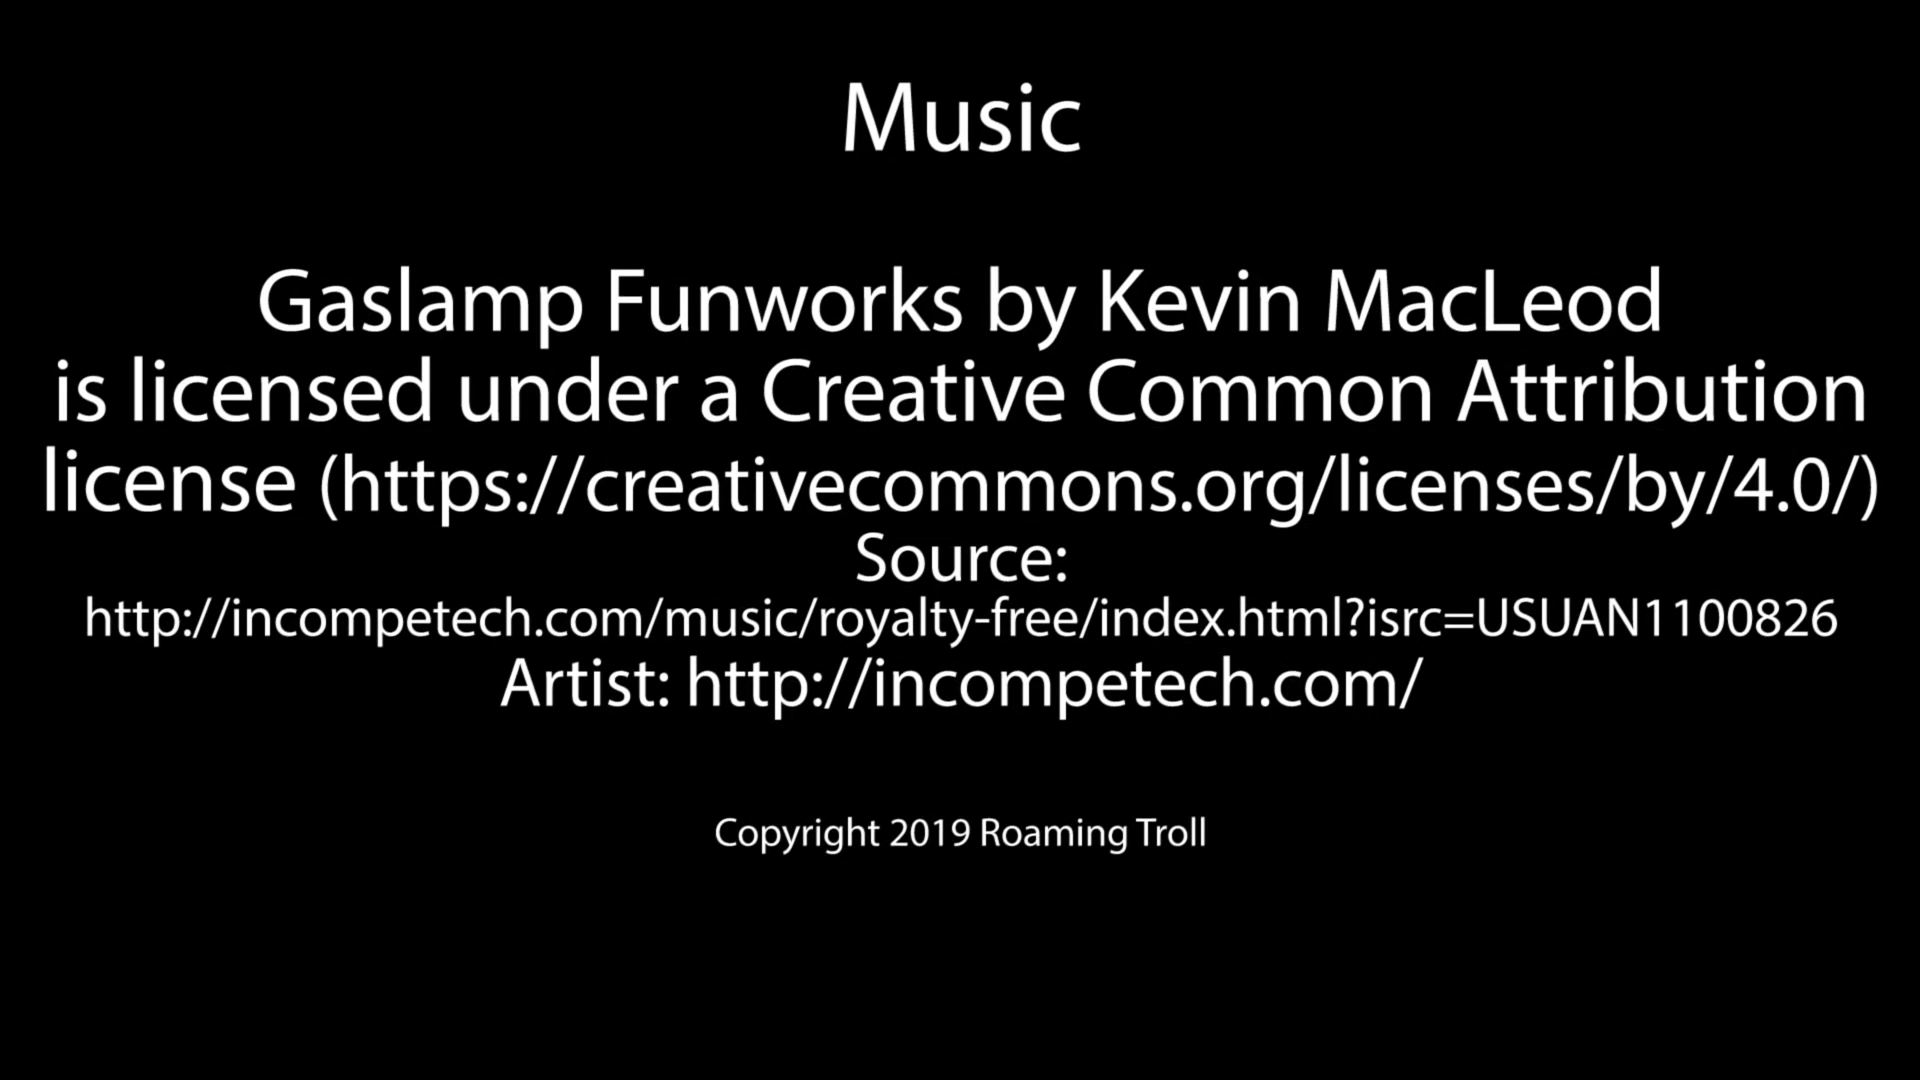 Music
Gaslamp Funworks by Kevin MacLeod
is licensed under a Creative Common Attribution
license (https://creativecommons.org/licenses/by/4.0/)
Source:
http://incompetech.com/music/royalty-free/index.html?isrc=USUAN1100826
Artist: http://incompetech.com/
Copyright 2019 Roaming Troll